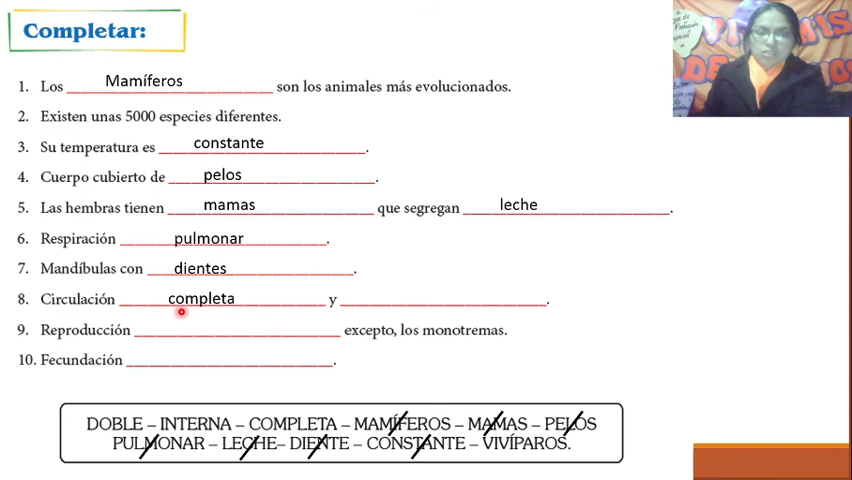 Completar:
1. Los Mamíferos son los animales más evolucionados.
2. Existen unas 5000 especies diferentes.
3. Su temperatura es constante.
4. Cuerpo cubierto de pelos.
5. Las hembras tienen mamas que segregan leche.
6. Respiración pulmonar.
7. Mandíbulas con dientes.
8. Circulación completa y ____________________.
9. Reproducción ____________________ excepto, los monotremas.
10. Fecundación ____________________.
DOBLE – INTERNA – COMPLETA – MAMÍFEROS – MAMAS – PELOS
PULMONAR – LECHE– DIENTE – CONSTANTE – VIVÍPAROS.